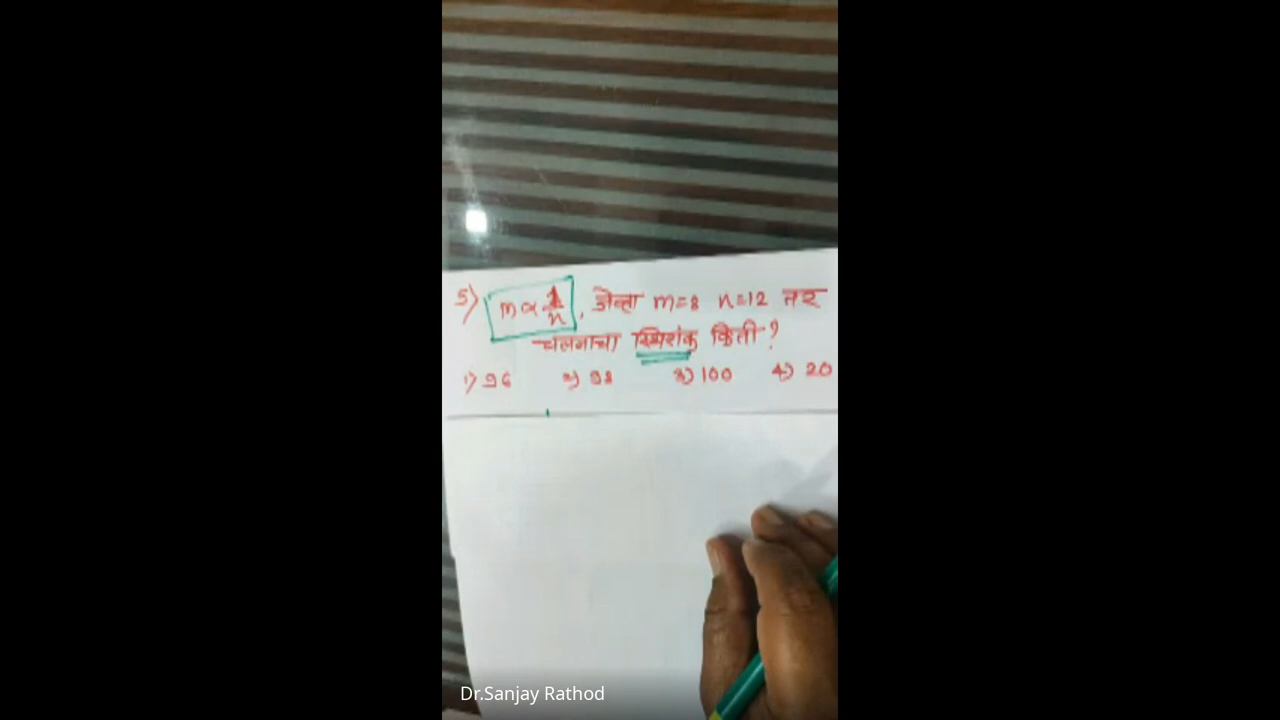 5) m∝1/n , जेव्हा m=8 n=12 तर
चलनाचा स्थिरांक किती ?
1) 96 2) 98 3) 100 4) 20
Dr.Sanjay Rathod